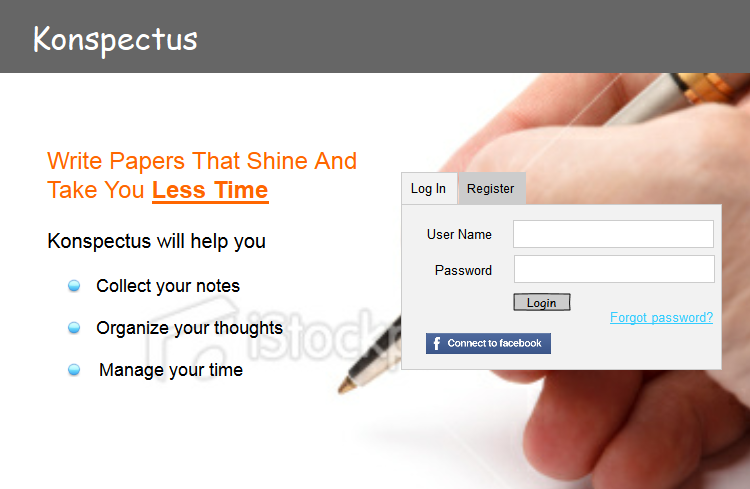 Konspectus
Write Papers That Shine And
Take You Less Time
Konspectus will help you
Collect your notes
Organize your thoughts
Manage your time
Log In
Register
User Name
Password
Login
Forgot password?
f Connect to facebook
iStockp